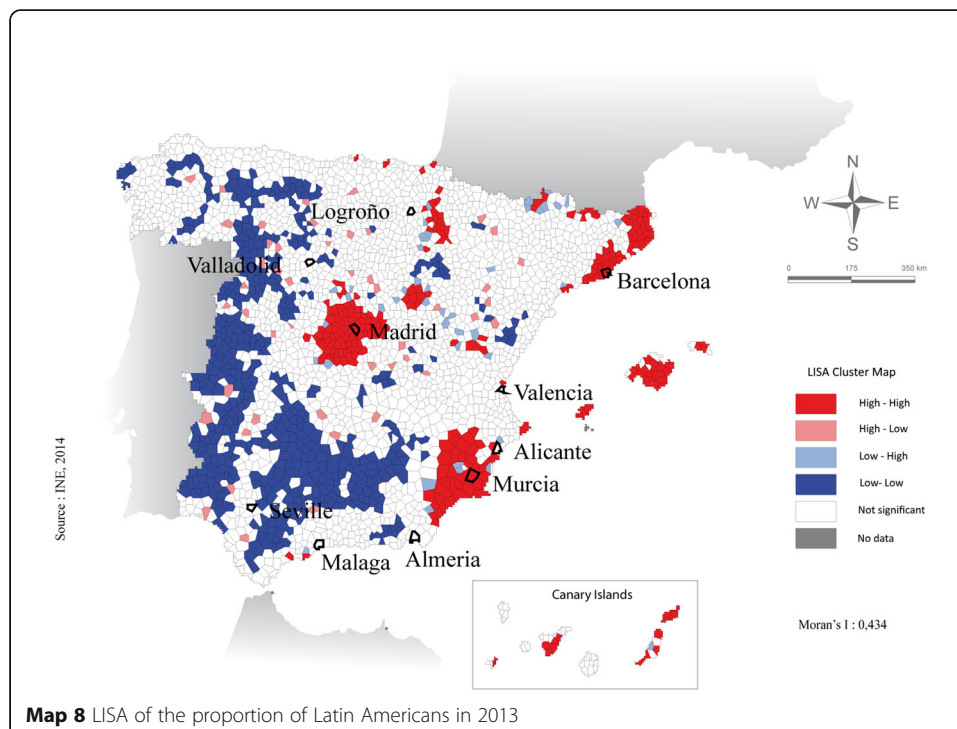 N
W
E
S
0
175
350 km
Logroño
Valladolid
Barcelona
Madrid
Valencia
Alicante
Murcia
Seville
Malaga
Almeria
LISA Cluster Map
High - High
High - Low
Low - High
Low- Low
Not significant
No data
Source : INE, 2014
Canary Islands
Moran's I : 0,434
Map 8 LISA of the proportion of Latin Americans in 2013